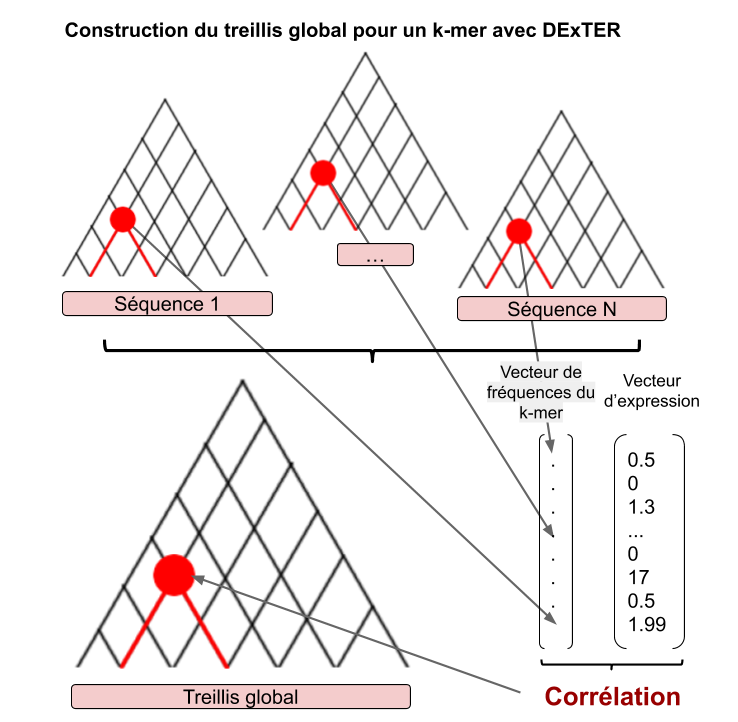 Construction du treillis global pour un k-mer avec DExTER
...
Séquence 1
Séquence N
Vecteur de
fréquences du
k-mer
Vecteur
d'expression
.
.
.
.
.
.
.
0.5
0
1.3
...
0
17
0.5
1.99
Treillis global
Corrélation